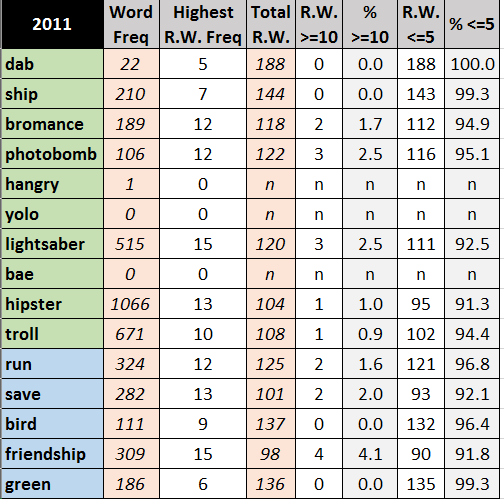 2011 Word Freq Highest R.W. Freq Total R.W. R.W. >=10 % >=10 R.W. <=5 % <=5
dab 22 5 188 0 0.0 188 100.0
ship 210 7 144 0 0.0 143 99.3
bromance 189 12 118 2 1.7 112 94.9
photobomb 106 12 122 3 2.5 116 95.1
hangry 1 0 n n n n n
yolo 0 0 n n n n n
lightsaber 515 15 120 3 2.5 111 92.5
bae 0 0 n n n n n
hipster 1066 13 104 1 1.0 95 91.3
troll 671 10 108 1 0.9 102 94.4
run 324 12 125 2 1.6 121 96.8
save 282 13 101 2 2.0 93 92.1
bird 111 9 137 0 0.0 132 96.4
friendship 309 15 98 4 4.1 90 91.8
green 186 6 136 0 0.0 135 99.3